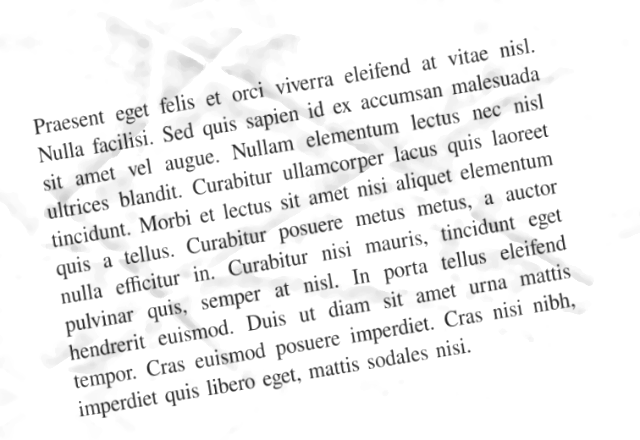 Praesent eget felis et orci viverra eleifend at vitae nisl.
Nulla facilisi. Sed quis sapien id ex accumsan malesuada
sit amet vel augue. Nullam elementum lectus nec nisl
ultrices blandit. Curabitur ullamcorper lacus quis laoreet
tincidunt. Morbi et lectus sit amet nisi aliquet elementum
quis a tellus. Curabitur posuere metus metus, a auctor
nulla efficitur in. Curabitur nisi mauris, tincidunt eget
pulvinar quis, semper at nisl. In porta tellus eleifend
hendrerit euismod. Duis ut diam sit amet urna mattis
tempor. Cras euismod posuere imperdiet. Cras nisi nibh,
imperdiet quis libero eget, mattis sodales nisi.